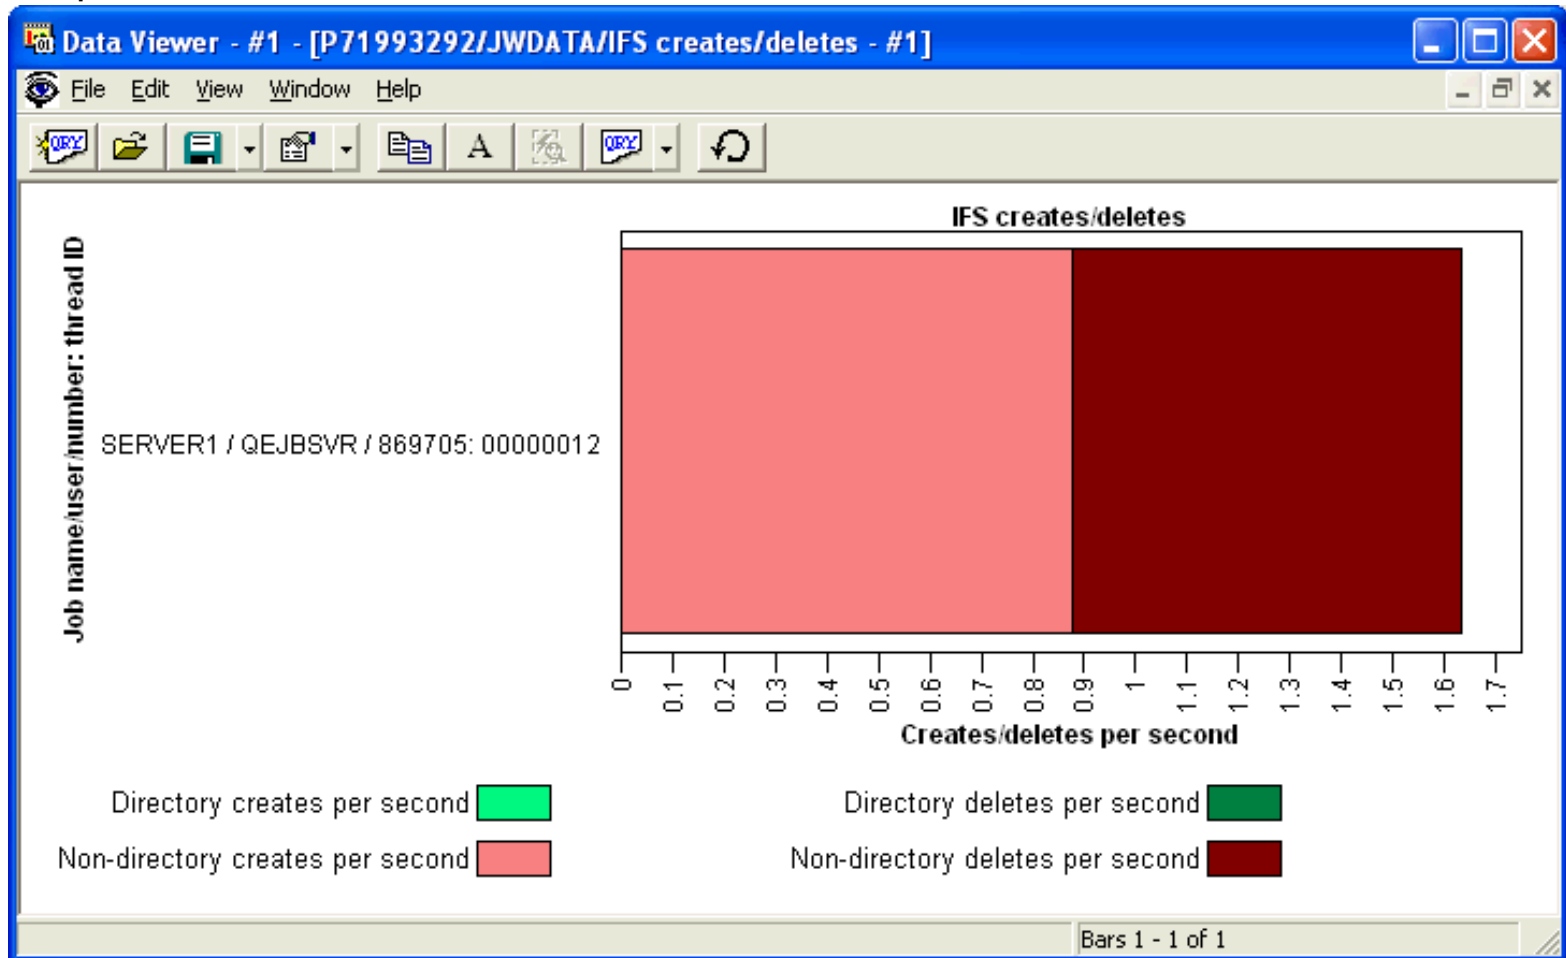 Data Viewer - #1 - [P71993292/JWDATA/IFS creates/deletes - #1]
File Edit View Window Help
QRY A QRY
IFS creates/deletes
Job name/user/number: thread ID
SERVER1 / QEJBSVR / 869705: 00000012
0 0.1 0.2 0.3 0.4 0.5 0.6 0.7 0.8 0.9 1 1.1 1.2 1.3 1.4 1.5 1.6 1.7
Creates/deletes per second
Directory creates per second Directory deletes per second
Non-directory creates per second Non-directory deletes per second
Bars 1 - 1 of 1